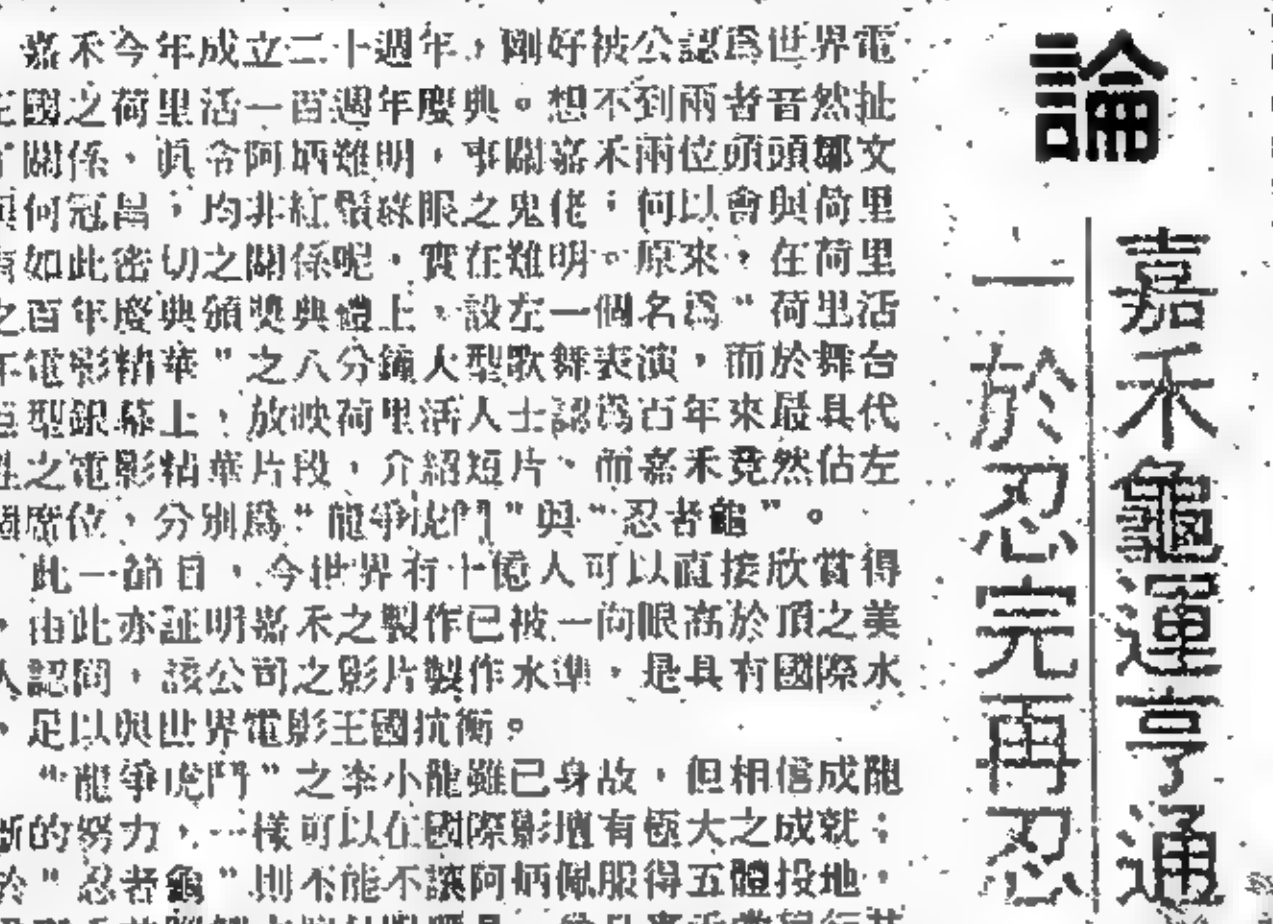 論
嘉禾龜運亨通
一於忍完再忍
嘉禾今年成立二十週年，剛好被公認爲世界電
王國之荷里活一百週年慶典。想不到兩者竟然扯
關係，眞令阿炳難明，事關嘉禾兩位頭頭鄒文
與何冠昌，均非紅鬚綠眼之鬼佬；何以會與荷里
有如此密切之關係呢，實在難明。原來，在荷里
之百年慶典頒獎典禮上，設左一個名爲“荷里活
年電影精華”之八分鐘大型歌舞表演，而於舞台
巨型銀幕上，放映荷里活人士認爲百年來最具代
性之電影精華片段，介紹短片，而嘉禾竟然佔左
個席位，分別爲“龍爭虎鬥”與“忍者龜”。
此一節目，令世界有十億人可以直接欣賞得
，由此亦証明嘉禾之製作已被一向眼高於頂之美
人認同，該公司之影片製作水準，是具有國際水
，足以與世界電影王國抗衡。
“龍爭虎鬥”之李小龍雖已身故，但相信成龍
斷的努力，一樣可以在國際影壇有極大之成就；
於“忍者龜”則不能不讓阿炳佩服得五體投地，